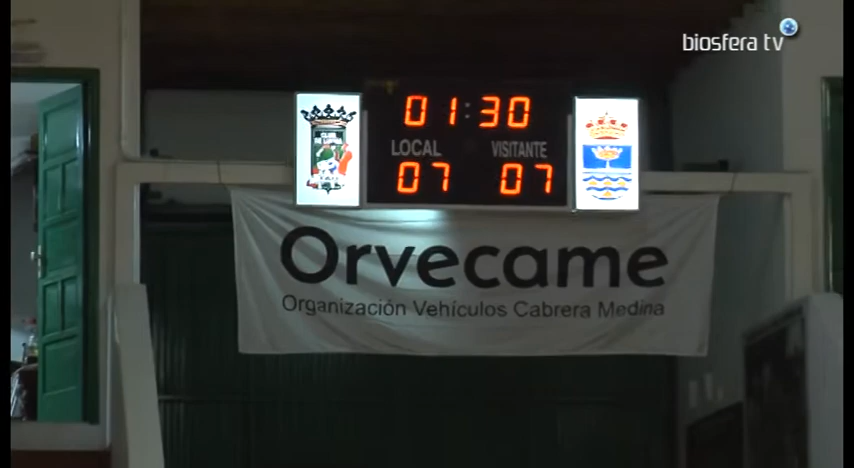 biosfera tv
01:30
LOCAL VISITANTE
07 07
Orvecame
Organización Vehículos Cabrera Medina